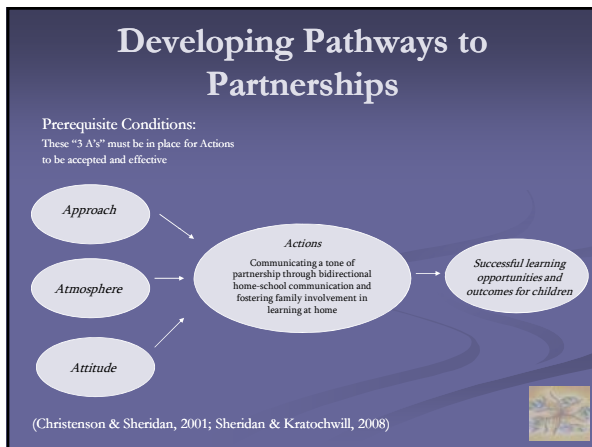 Developing Pathways to
Partnerships
Prerequisite Conditions:
These “3 A’s” must be in place for Actions
to be accepted and effective
Approach
Atmosphere
Attitude
Actions
Communicating a tone of
partnership through bidirectional
home-school communication and
fostering family involvement in
learning at home
Successful learning
opportunities and
outcomes for children
(Christenson & Sheridan, 2001; Sheridan & Kratochwill, 2008)